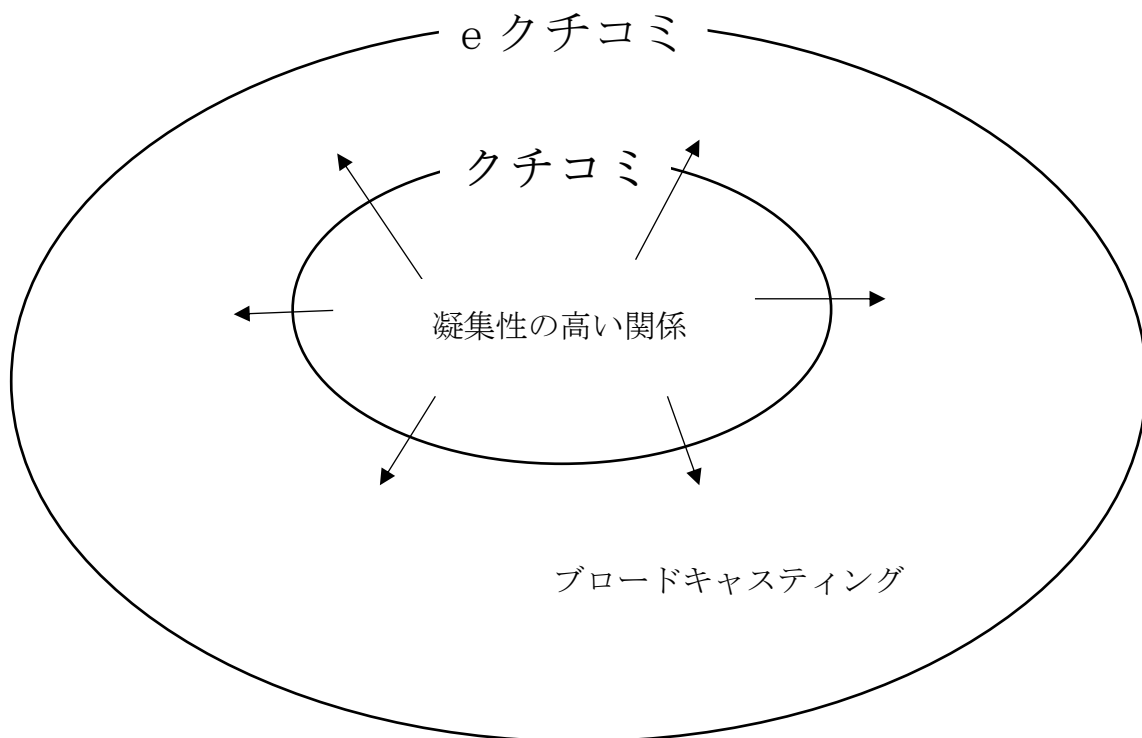 ｅクチコミ
クチコミ
凝集性の高い関係
ブロードキャスティング